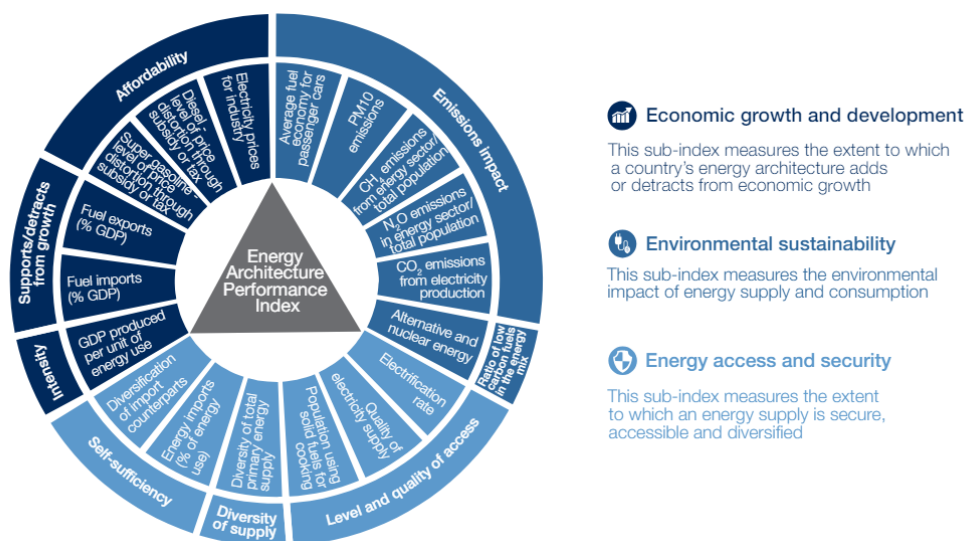 Affordability
Electricity prices
for industry
Diesel -
level of price
distortion through
subsidy or tax
Super gasoline -
level of price
distortion through
subsidy or tax
Supports/detracts
from growth
Fuel exports
(% GDP)
Fuel imports
(% GDP)
Intensity
GDP produced
per unit of
energy use
Emissions impact
Average fuel
economy for
passenger cars
PM10
emissions
CH₄ emissions
from energy sector/
total population
N₂O emissions
in energy sector/
total population
CO₂ emissions
from electricity
production
Ratio of low
carbon fuels
in the energy
mix
Alternative and
nuclear energy
Level and quality of access
Electrification
rate
Quality of
electricity supply
Population using
solid fuels for
cooking
Diversity
of supply
Diversity of total
primary energy
supply
Self-sufficiency
Energy imports
(% of energy
use)
Diversification
of import
counterparts
Energy
Architecture
Performance
Index
Economic growth and development
This sub-index measures the extent to which
a country's energy architecture adds
or detracts from economic growth
Environmental sustainability
This sub-index measures the environmental
impact of energy supply and consumption
Energy access and security
This sub-index measures the extent
to which an energy supply is secure,
accessible and diversified